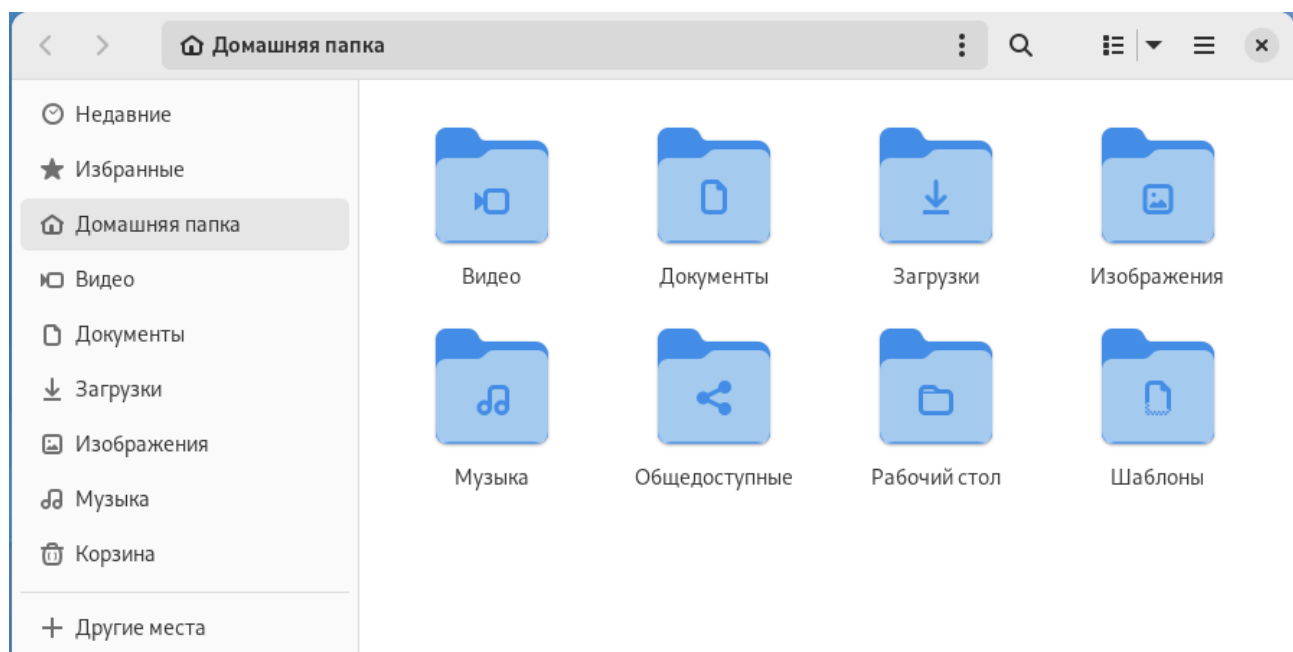 Домашняя папка
Недавние
Избранные
Домашняя папка
Видео
Документы
Загрузки
Изображения
Музыка
Корзина
Другие места
Видео
Документы
Загрузки
Изображения
Музыка
Общедоступные
Рабочий стол
Шаблоны